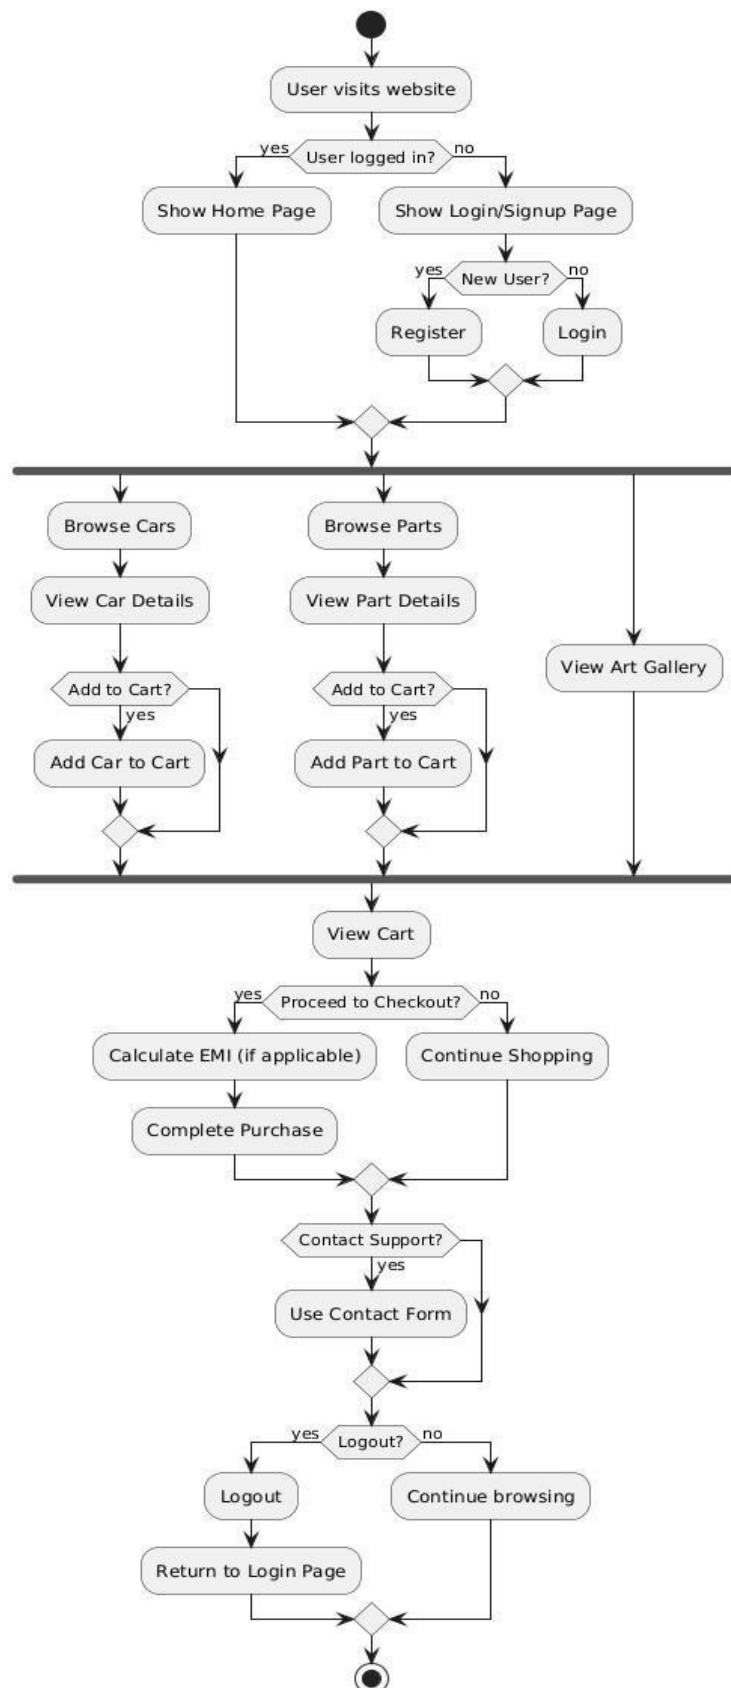 User visits website
yes
User logged in?
no
Show Home Page
Show Login/Signup Page
yes
New User?
no
Register
Login
Browse Cars
Browse Parts
View Car Details
View Part Details
View Art Gallery
Add to Cart?
Add to Cart?
yes
yes
Add Car to Cart
Add Part to Cart
View Cart
yes
Proceed to Checkout?
no
Calculate EMI (if applicable)
Continue Shopping
Complete Purchase
Contact Support?
yes
Use Contact Form
yes
Logout?
no
Logout
Continue browsing
Return to Login Page